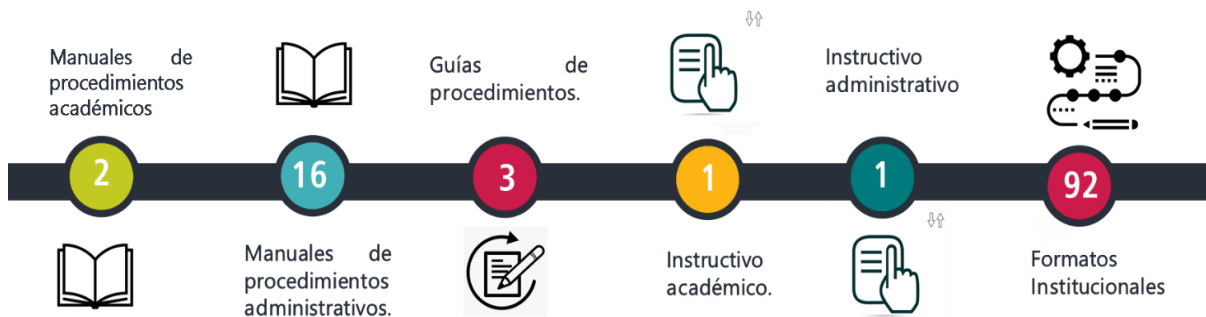 Manuales de
procedimientos
académicos
2
16
Manuales de
procedimientos
administrativos.
Guías de
procedimientos.
3
1
Instructivo
académico.
Instructivo
administrativo
1
92
Formatos
Institucionales